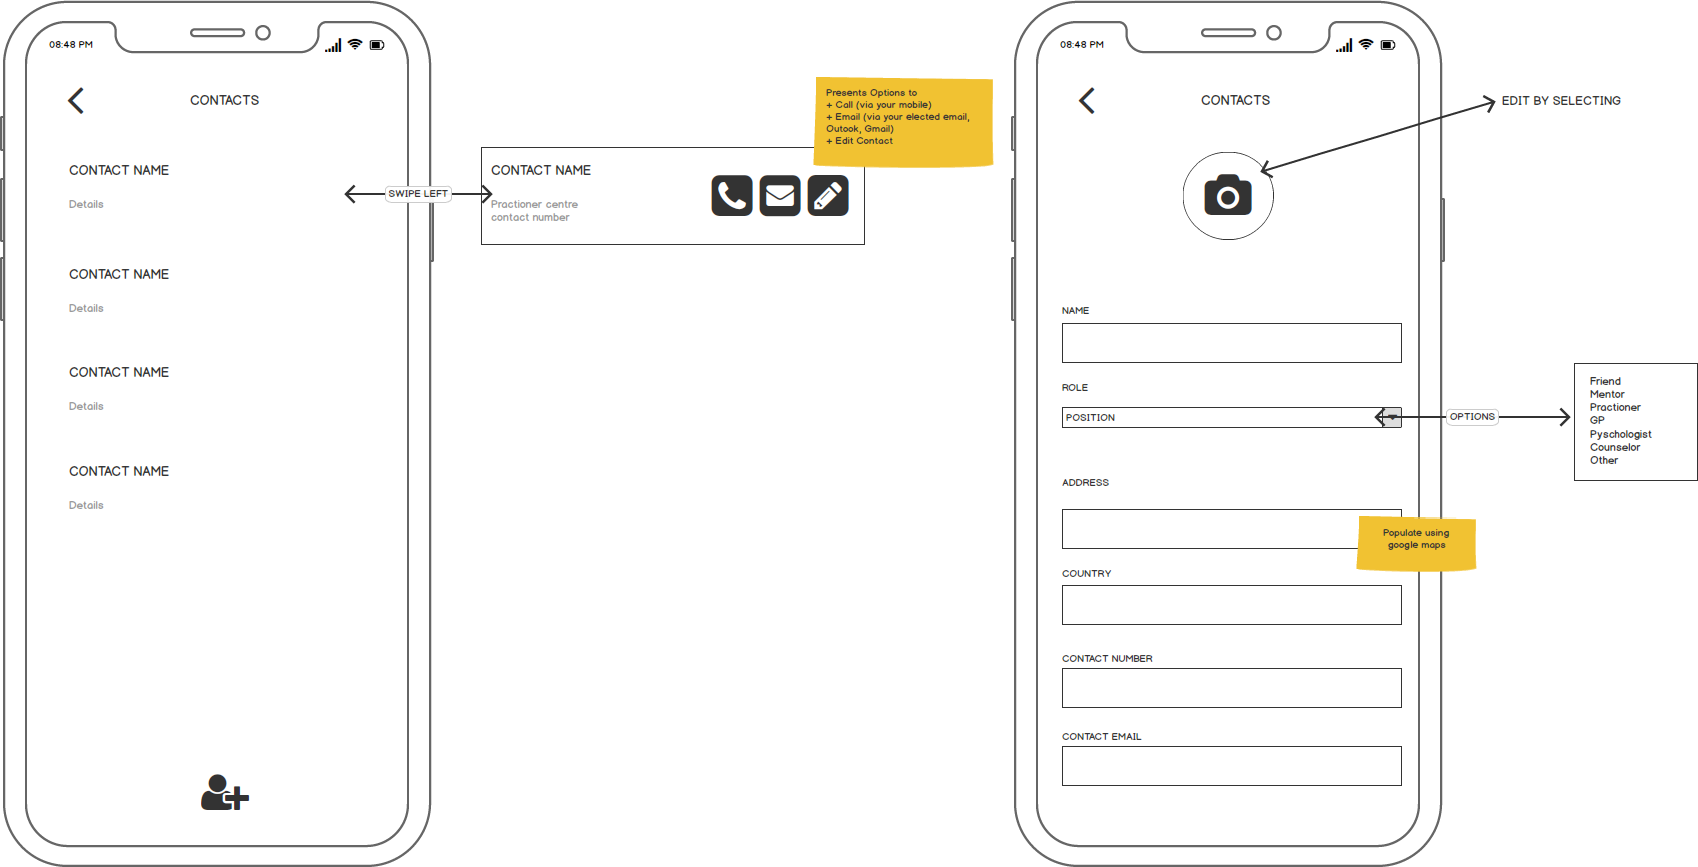 08:48 PM
CONTACTS
CONTACT NAME
Details
CONTACT NAME
Details
CONTACT NAME
Details
CONTACT NAME
Details
SWIPE LEFT
CONTACT NAME
Practioner centre
contact number
Presents Options to
+ Call (via your mobile)
+ Email (via your elected email,
Outook, Gmail)
+ Edit Contact
08:48 PM
CONTACTS
EDIT BY SELECTING
NAME
ROLE
POSITION
OPTIONS
Friend
Mentor
Practioner
GP
Pyschologist
Counselor
Other
ADDRESS
Populate using
google maps
COUNTRY
CONTACT NUMBER
CONTACT EMAIL